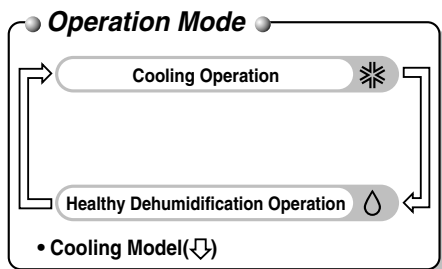 Operation Mode
Cooling Operation
Healthy Dehumidification Operation
• Cooling Model(⇩)